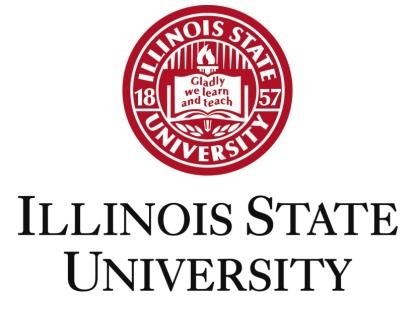 ILLINOIS STATE
Gladly
we learn
and teach
18 57
UNIVERSITY
ILLINOIS STATE
UNIVERSITY